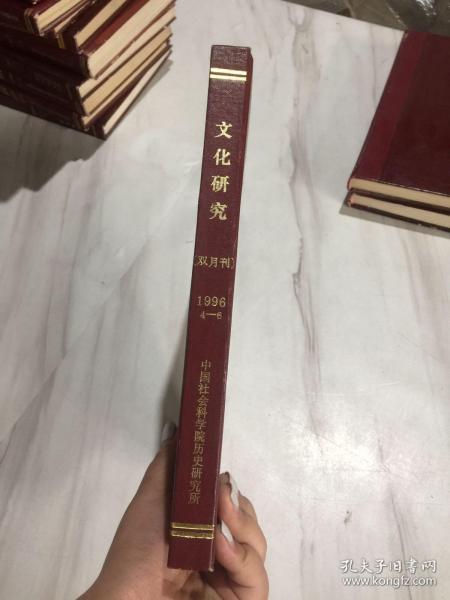 文化研究
〔双月刊〕
1996
4—6
中国社会科学院历史研究所
孔夫子旧书网
www.kongfz.com